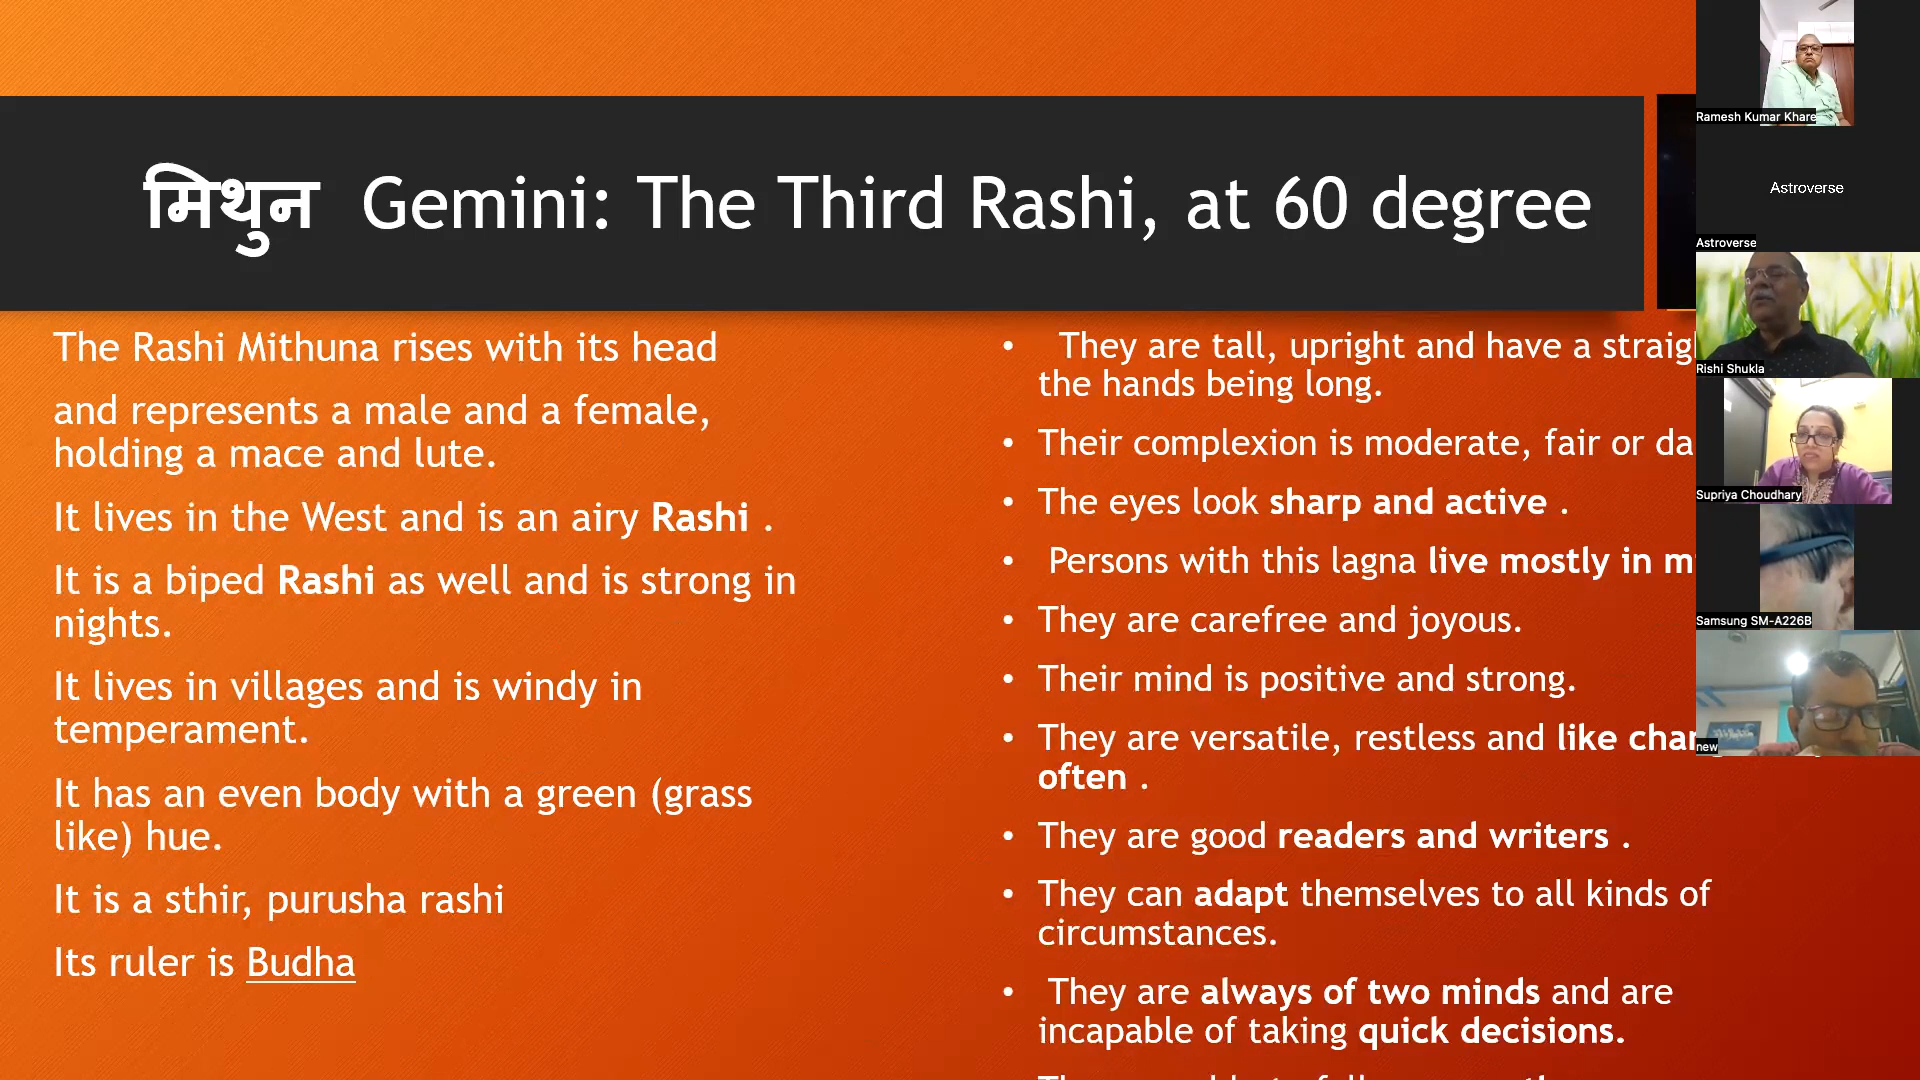 मिथुन Gemini: The Third Rashi, at 60 degree
The Rashi Mithuna rises with its head
and represents a male and a female,
holding a mace and lute.
It lives in the West and is an airy Rashi .
It is a biped Rashi as well and is strong in
nights.
It lives in villages and is windy in
temperament.
It has an even body with a green (grass
like) hue.
It is a sthir, purusha rashi
Its ruler is Budha
• They are tall, upright and have a
the hands being long.
• Their complexion is moderate, fair or
• The eyes look sharp and active .
• Persons with this lagna live mostly in
• They are carefree and joyous.
• Their mind is positive and strong.
• They are versatile, restless and like
often .
• They are good readers and writers .
• They can adapt themselves to all kinds of
circumstances.
• They are always of two minds and are
incapable of taking quick decisions.
Ramesh Kumar Khare
Astroverse
Astroverse
Rishi Shukla
Supriya Choudhary
Samsung SM-A226B
new